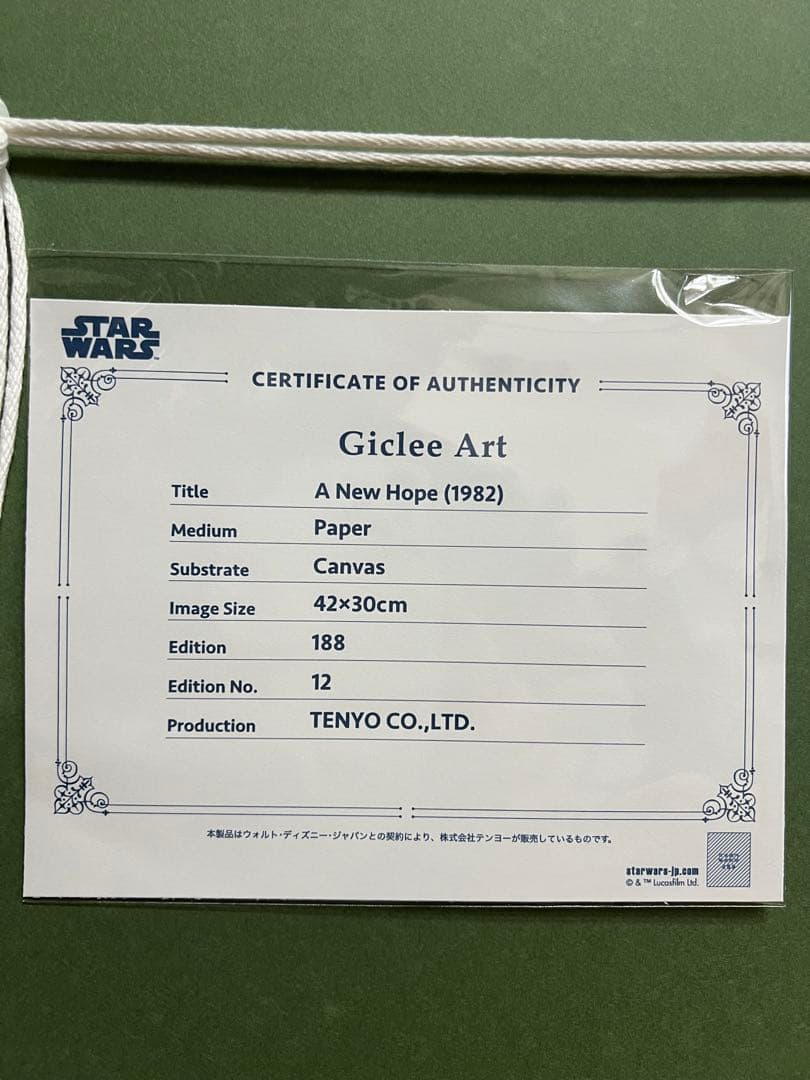 STAR
WARS™
CERTIFICATE OF AUTHENTICITY
Giclee Art
Title A New Hope (1982)
Medium Paper
Substrate Canvas
Image Size 42×30cm
Edition 188
Edition No. 12
Production TENYO CO.,LTD.
本製品はウォルト・ディズニー・ジャパンとの契約により、株式会社テンヨーが販売しているものです。
starwars-jp.com
© & ™ Lucasfilm Ltd.